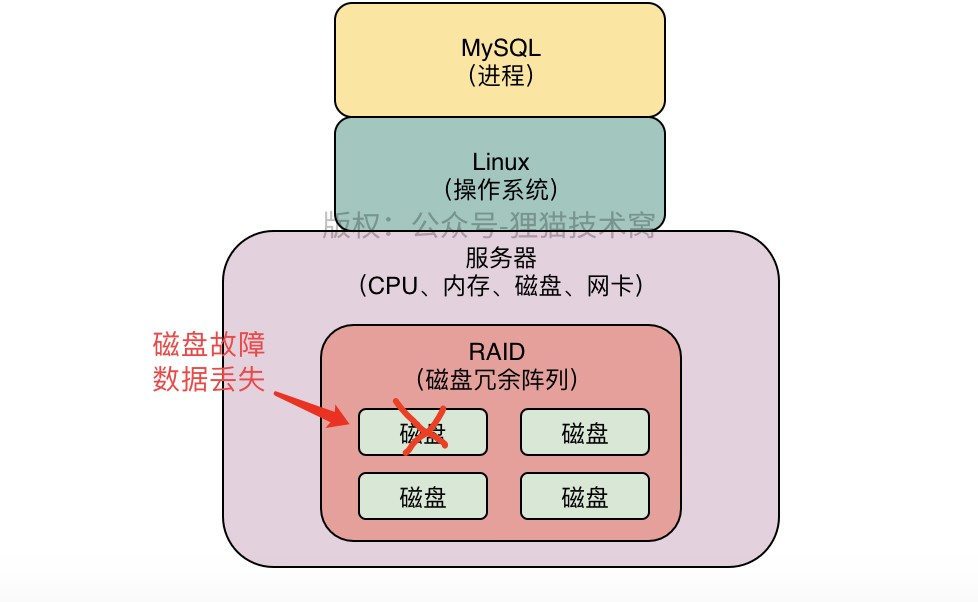 MySQL
（进程）
Linux
（操作系统）
版权：公众号-狸猫技术窝
服务器
（CPU、内存、磁盘、网卡）
磁盘故障
数据丢失
RAID
（磁盘冗余阵列）
磁盘
磁盘
磁盘
磁盘